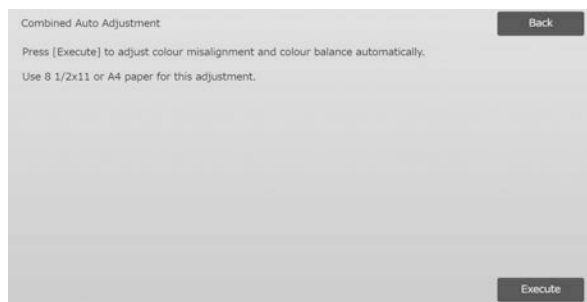 Combined Auto Adjustment
Back
Press [Execute] to adjust colour misalignment and colour balance automatically.
Use 8 1/2x11 or A4 paper for this adjustment.
Execute